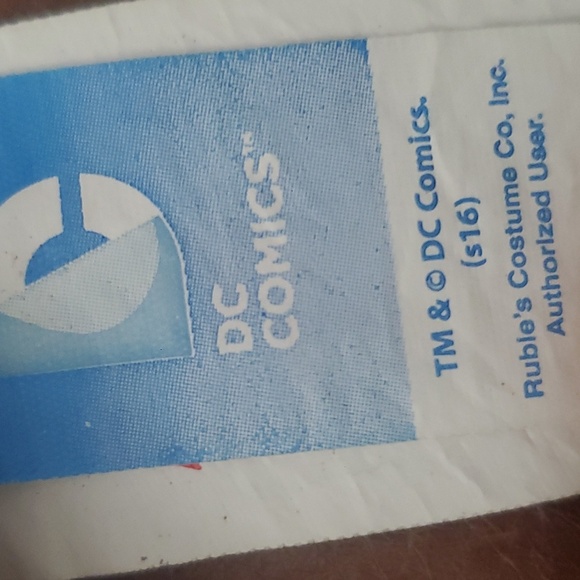 DC
COMICS™
TM & © DC Comics.
(s16)
Rubie's Costume Co, Inc.
Authorized User.